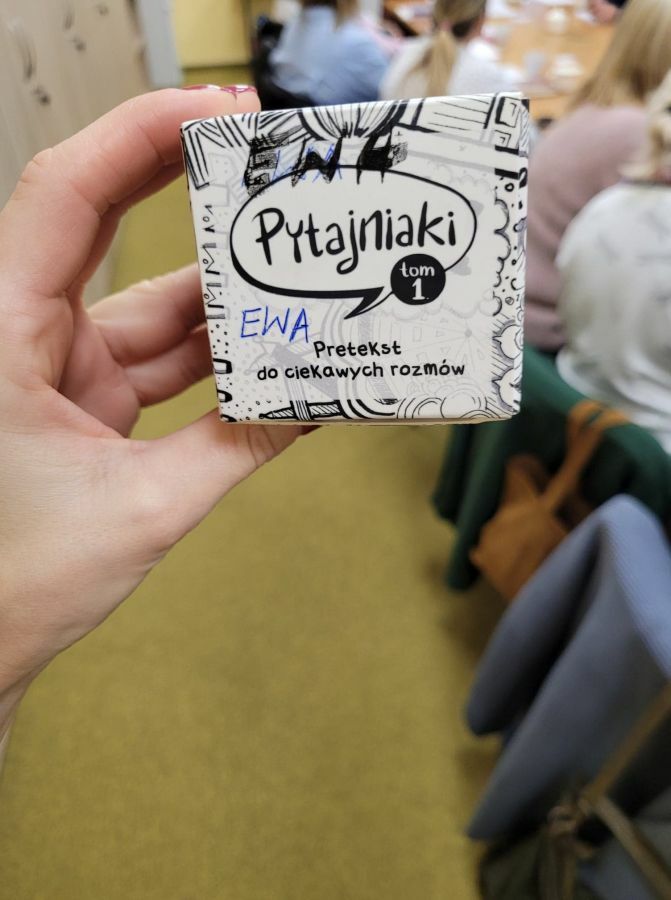 Pytajniaki
tom
1.
EWA
Pretekst
do ciekawych rozmów